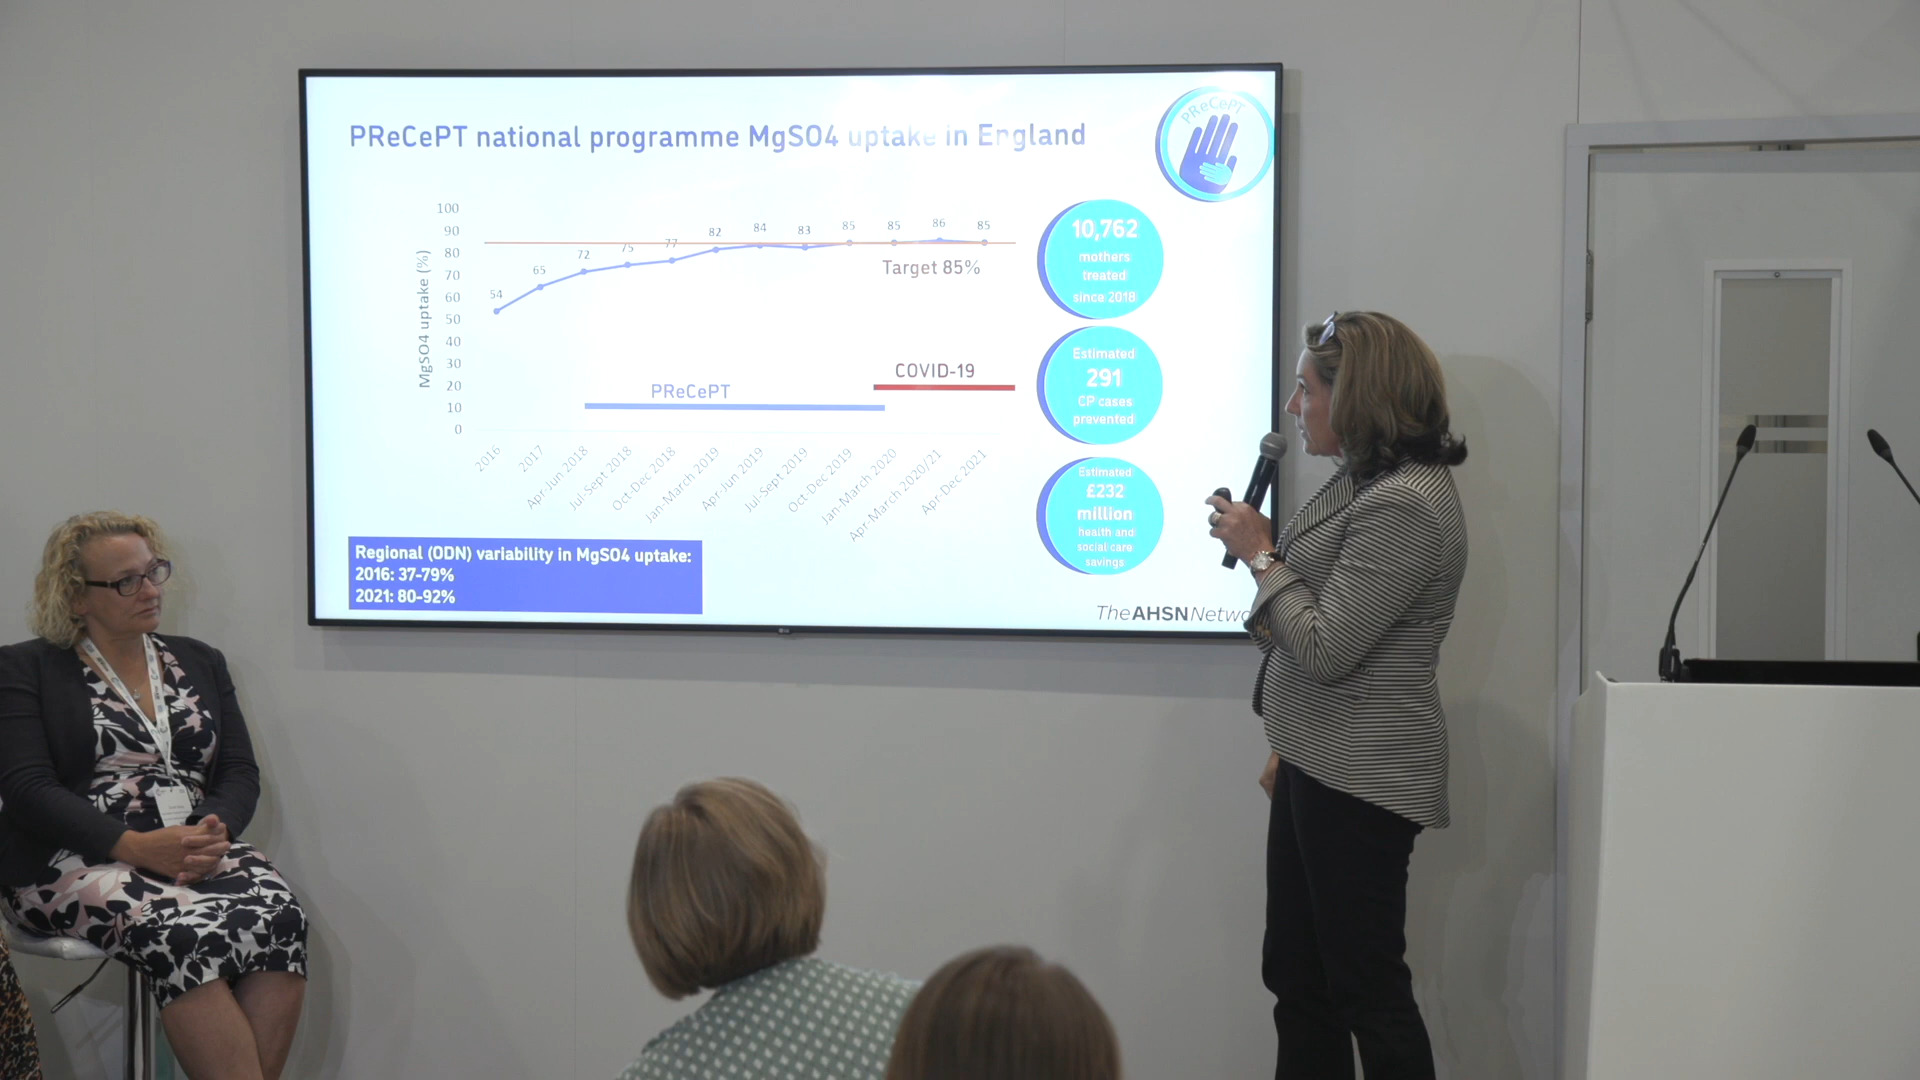 PReCePT national programme MgSO4 uptake in England
PReCePT
MgSO4 uptake (%)
100
90
80
70
60
50
40
30
20
10
0
54
65
72
75
77
82
84
83
85
85
86
85
Target 85%
PReCePT
COVID-19
2016
2017
Apr-Jun 2018
Jul-Sept 2018
Oct-Dec 2018
Jan-March 2019
Apr-Jun 2019
Jul-Sept 2019
Oct-Dec 2019
Jan-March 2020
Apr-March 2020/21
Apr-Dec 2021
10,762
mothers
treated
since 2018
Estimated
291
CP cases
prevented
Estimated
£232
million
health and
social care
savings
Regional (ODN) variability in MgSO4 uptake:
2016: 37-79%
2021: 80-92%
TheAHSNNetwo
LG